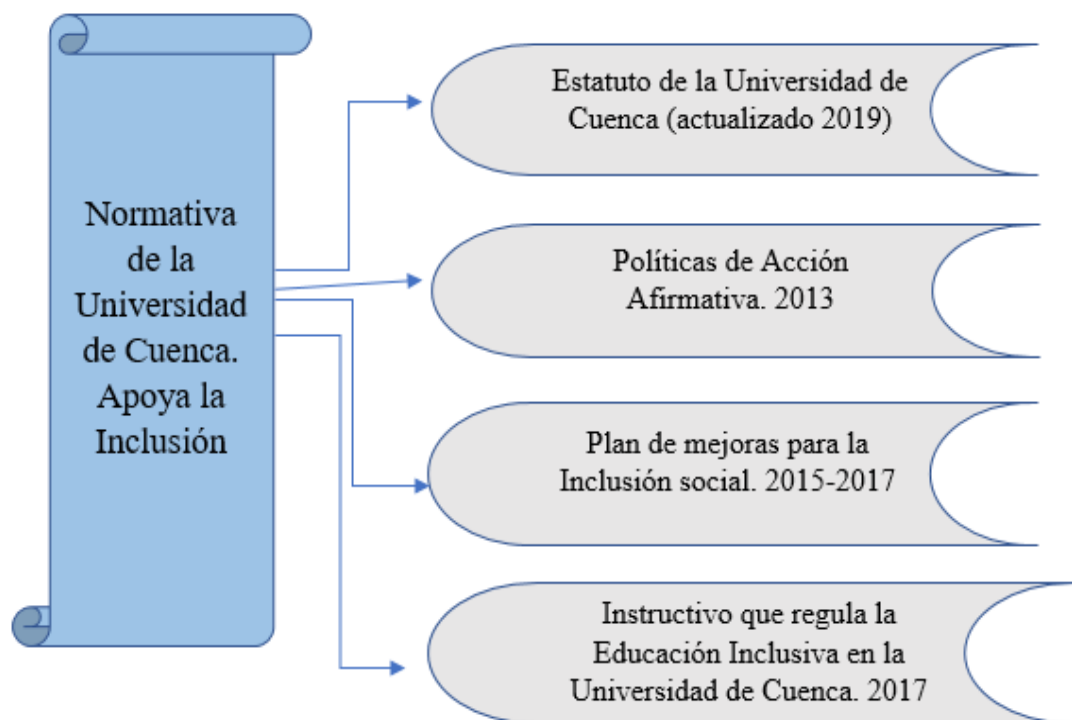 Normativa
de la
Universidad
de Cuenca.
Apoya la
Inclusión
Estatuto de la Universidad de
Cuenca (actualizado 2019)
Políticas de Acción
Afirmativa. 2013
Plan de mejoras para la
Inclusión social. 2015-2017
Instructivo que regula la
Educación Inclusiva en la
Universidad de Cuenca. 2017